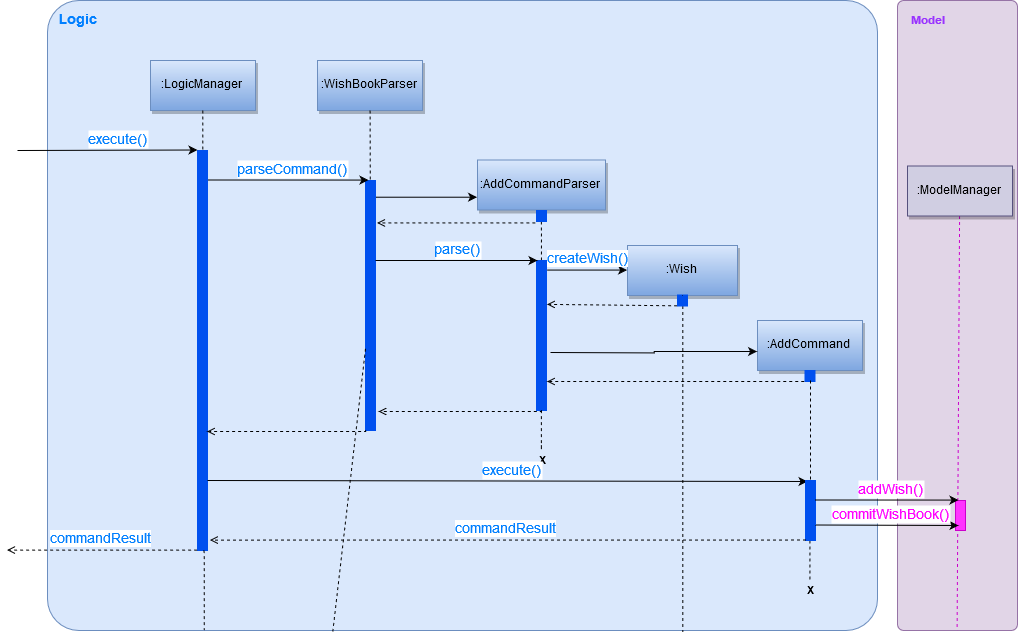 Logic
Model
:LogicManager
:WishBookParser
execute()
parseCommand()
:AddCommandParser
:ModelManager
parse()
createWish()
:Wish
:AddCommand
x
execute()
addWish()
commitWishBook()
commandResult
commandResult
x